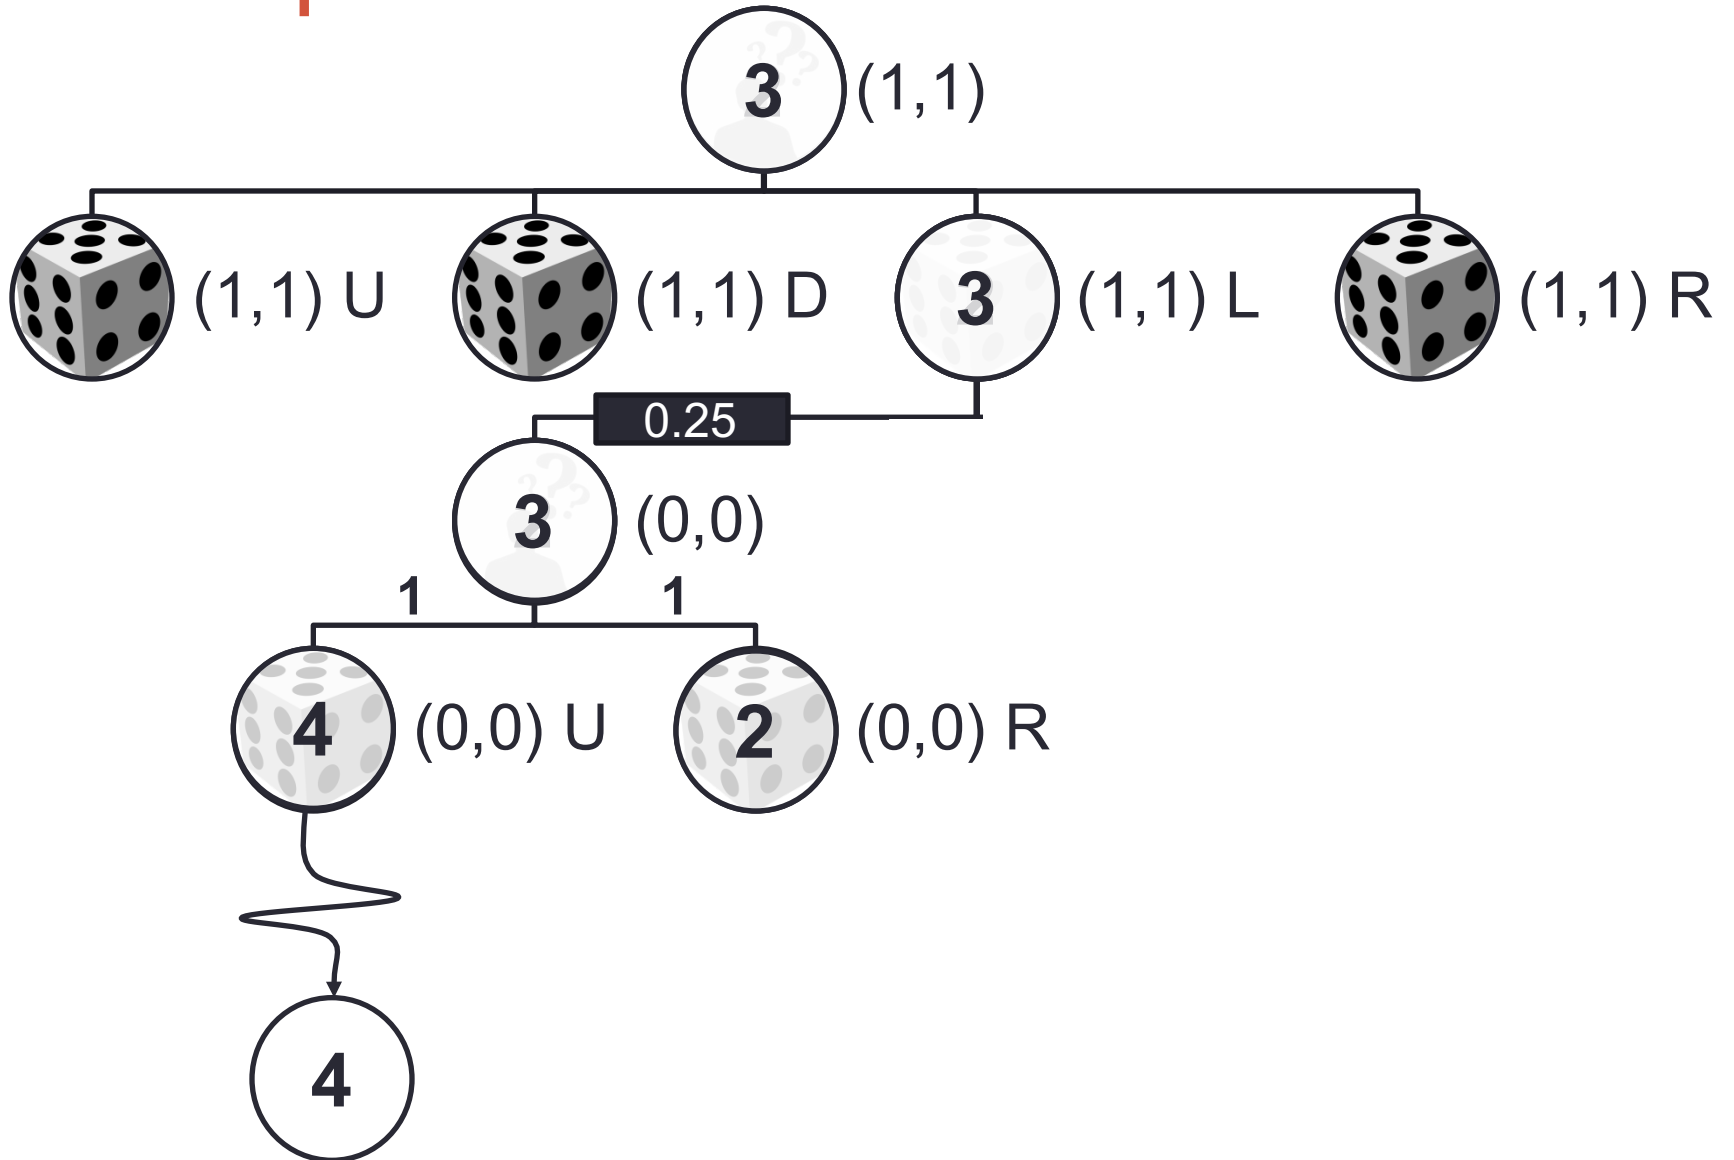 3 (1,1)
(1,1) U (1,1) D 3 (1,1) L (1,1) R
0.25
3 (0,0)
1 1
4 (0,0) U 2 (0,0) R
4